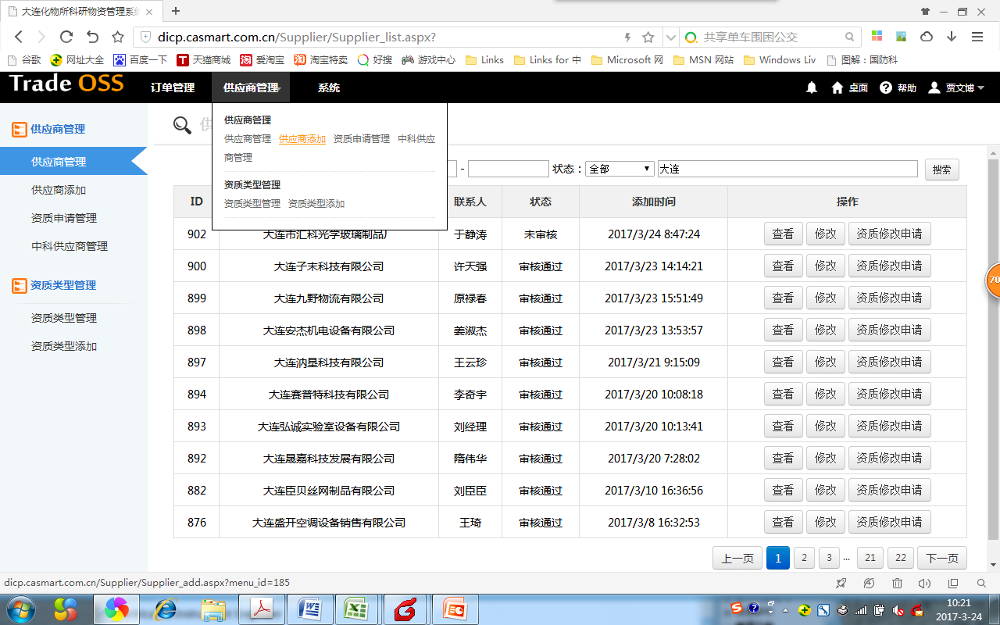 大连化物所科研物资管理系统
dicp.casmart.com.cn/Supplier/Supplier_list.aspx?
共享单车围困公交
谷歌 网址大全 百度一下 天猫商城 爱淘宝 淘宝特卖 好搜 游戏中心 Links Links for 中 Microsoft 网 MSN 网站 Windows Liv 图解：国防科
Trade OSS 订单管理 供应商管理 系统 桌面 帮助 贾文博
供应商管理
供应商管理 供应商添加 资质申请管理 中科供应
商管理
资质类型管理
资质类型管理 资质类型添加
供应商管理
供应商管理
供应商添加
资质申请管理
中科供应商管理
资质类型管理
资质类型管理
资质类型添加
供
- 状态： 全部 大连 搜索
ID 联系人 状态 添加时间 操作
902 大连市汇科光学玻璃制品厂 于静涛 未审核 2017/3/24 8:47:24 查看 修改 资质修改申请
900 大连子末科技有限公司 许天强 审核通过 2017/3/23 14:14:21 查看 修改 资质修改申请
899 大连九野物流有限公司 原禄春 审核通过 2017/3/23 15:51:49 查看 修改 资质修改申请
898 大连安杰机电设备有限公司 姜淑杰 审核通过 2017/3/23 13:53:57 查看 修改 资质修改申请
897 大连汭垦科技有限公司 王云珍 审核通过 2017/3/21 9:15:09 查看 修改 资质修改申请
894 大连赛普特科技有限公司 李奇宇 审核通过 2017/3/20 10:08:18 查看 修改 资质修改申请
893 大连弘诚实验室设备有限公司 刘经理 审核通过 2017/3/20 10:13:41 查看 修改 资质修改申请
892 大连晟嘉科技发展有限公司 隋伟华 审核通过 2017/3/20 7:28:02 查看 修改 资质修改申请
882 大连臣贝丝网制品有限公司 刘臣臣 审核通过 2017/3/10 16:36:56 查看 修改 资质修改申请
876 大连盛开空调设备销售有限公司 王琦 审核通过 2017/3/8 16:32:53 查看 修改 资质修改申请
上一页 1 2 3 ... 21 22 下一页
70
dicp.casmart.com.cn/Supplier/Supplier_add.aspx?menu_id=185
10:21
2017-3-24